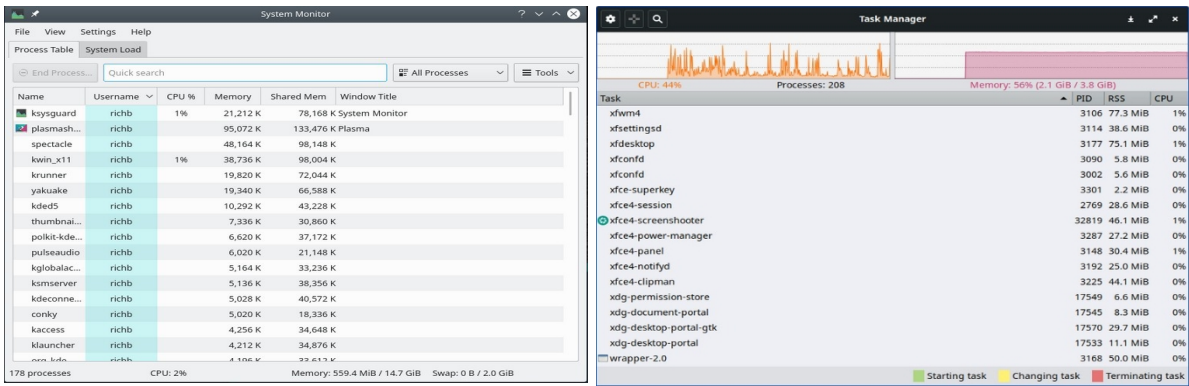 System Monitor
File View Settings Help
Process Table System Load
End Process... Quick search All Processes Tools
Name Username CPU % Memory Shared Mem Window Title
ksysguard richb 1% 21,212 K 78,168 K System Monitor
plasmash... richb 95,072 K 133,476 K Plasma
spectacle richb 48,164 K 98,148 K
kwin_x11 richb 1% 38,736 K 98,004 K
krunner richb 19,820 K 72,044 K
yakuake richb 19,340 K 66,588 K
kded5 richb 10,292 K 43,228 K
thumbnai... richb 7,336 K 30,860 K
polkit-kde... richb 6,620 K 37,172 K
pulseaudio richb 6,020 K 21,148 K
kglobalac... richb 5,164 K 33,236 K
ksmserver richb 5,136 K 38,356 K
kdeconne... richb 5,028 K 40,572 K
conky richb 5,020 K 18,336 K
kaccess richb 4,256 K 34,648 K
klauncher richb 4,212 K 34,876 K
org.kde... richb 4,196 K 33,612 K
178 processes CPU: 2% Memory: 559.4 MiB / 14.7 GiB Swap: 0 B / 2.0 GiB
Task Manager
CPU: 44% Processes: 208 Memory: 56% (2.1 GiB / 3.8 GiB)
Task PID RSS CPU
xfwm4 3106 77.3 MiB 1%
xfsettingsd 3114 38.6 MiB 0%
xfdesktop 3177 75.1 MiB 1%
xfconfd 3090 5.8 MiB 0%
xfconfd 3002 5.6 MiB 0%
xfce-superkey 3301 2.2 MiB 0%
xfce4-session 2769 28.6 MiB 0%
xfce4-screenshooter 32819 46.1 MiB 1%
xfce4-power-manager 3287 27.2 MiB 0%
xfce4-panel 3148 30.4 MiB 1%
xfce4-notifyd 3192 25.0 MiB 0%
xfce4-clipman 3225 44.1 MiB 0%
xdg-permission-store 17549 6.6 MiB 0%
xdg-document-portal 17545 8.3 MiB 0%
xdg-desktop-portal-gtk 17570 29.7 MiB 0%
xdg-desktop-portal 17533 11.1 MiB 0%
wrapper-2.0 3168 50.0 MiB 0%
Starting task Changing task Terminating task